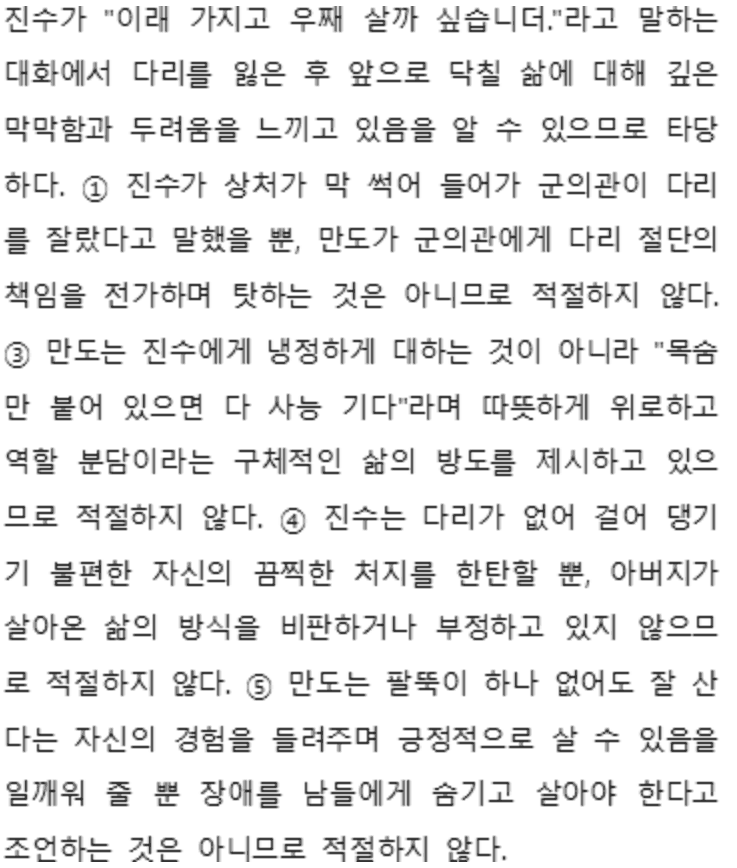 진수가 "이래 가지고 우째 살까 싶습니더."라고 말하는
대화에서 다리를 잃은 후 앞으로 닥칠 삶에 대해 깊은
막막함과 두려움을 느끼고 있음을 알 수 있으므로 타당
하다. ① 진수가 상처가 막 썩어 들어가 군의관이 다리
를 잘랐다고 말했을 뿐, 만도가 군의관에게 다리 절단의
책임을 전가하며 탓하는 것은 아니므로 적절하지 않다.
③ 만도는 진수에게 냉정하게 대하는 것이 아니라 "목숨
만 붙어 있으면 다 사능 기다"라며 따뜻하게 위로하고
역할 분담이라는 구체적인 삶의 방도를 제시하고 있으
므로 적절하지 않다. ④ 진수는 다리가 없어 걸어 댕기
기 불편한 자신의 끔찍한 처지를 한탄할 뿐, 아버지가
살아온 삶의 방식을 비판하거나 부정하고 있지 않으므
로 적절하지 않다. ⑤ 만도는 팔뚝이 하나 없어도 잘 산
다는 자신의 경험을 들려주며 긍정적으로 살 수 있음을
일깨워 줄 뿐 장애를 남들에게 숨기고 살아야 한다고
조언하는 것은 아니므로 적절하지 않다.